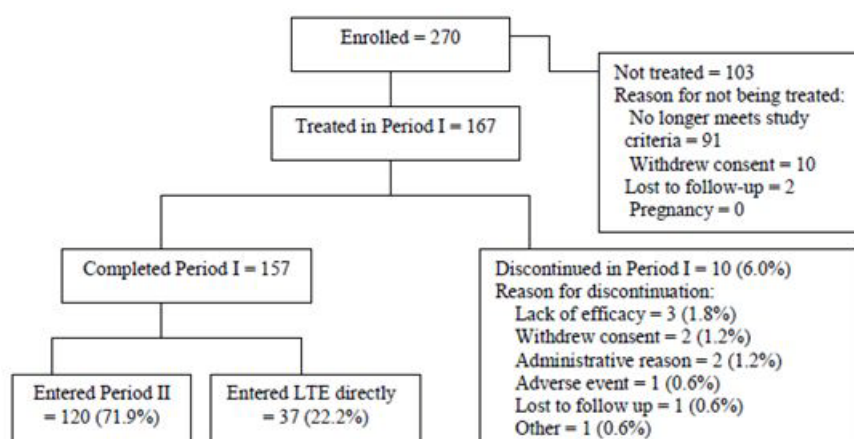 Enrolled = 270
Not treated = 103
Reason for not being treated:
No longer meets study
criteria = 91
Withdrew consent = 10
Lost to follow-up = 2
Pregnancy = 0
Treated in Period I = 167
Completed Period I = 157
Discontinued in Period I = 10 (6.0%)
Reason for discontinuation:
Lack of efficacy = 3 (1.8%)
Withdrew consent = 2 (1.2%)
Administrative reason = 2 (1.2%)
Adverse event = 1 (0.6%)
Lost to follow up = 1 (0.6%)
Other = 1 (0.6%)
Entered Period II
= 120 (71.9%)
Entered LTE directly
= 37 (22.2%)